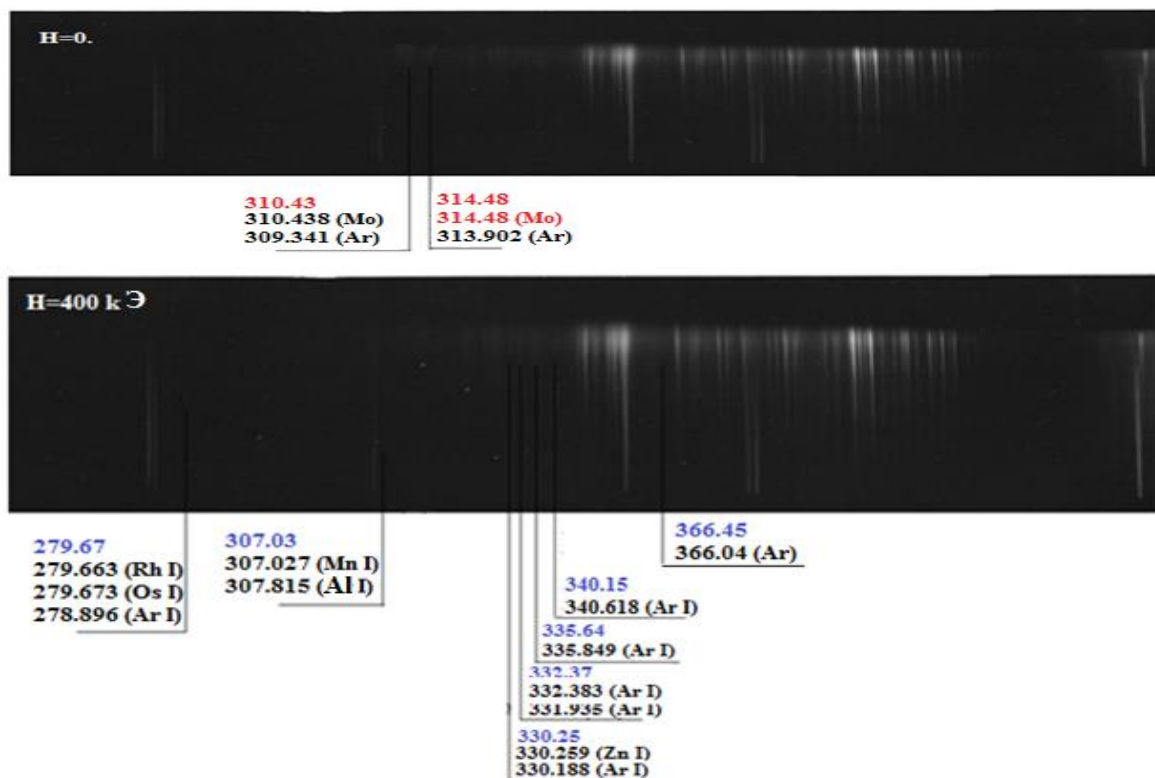 H=0.
310.43
310.438 (Mo)
309.341 (Ar)
314.48
314.48 (Mo)
313.902 (Ar)
H=400 k Э
279.67
279.663 (Rh I)
279.673 (Os I)
278.896 (Ar I)
307.03
307.027 (Mn I)
307.815 (Al I)
366.45
366.04 (Ar)
340.15
340.618 (Ar I)
335.64
335.849 (Ar I)
332.37
332.383 (Ar I)
331.935 (Ar I)
330.25
330.259 (Zn I)
330.188 (Ar I)